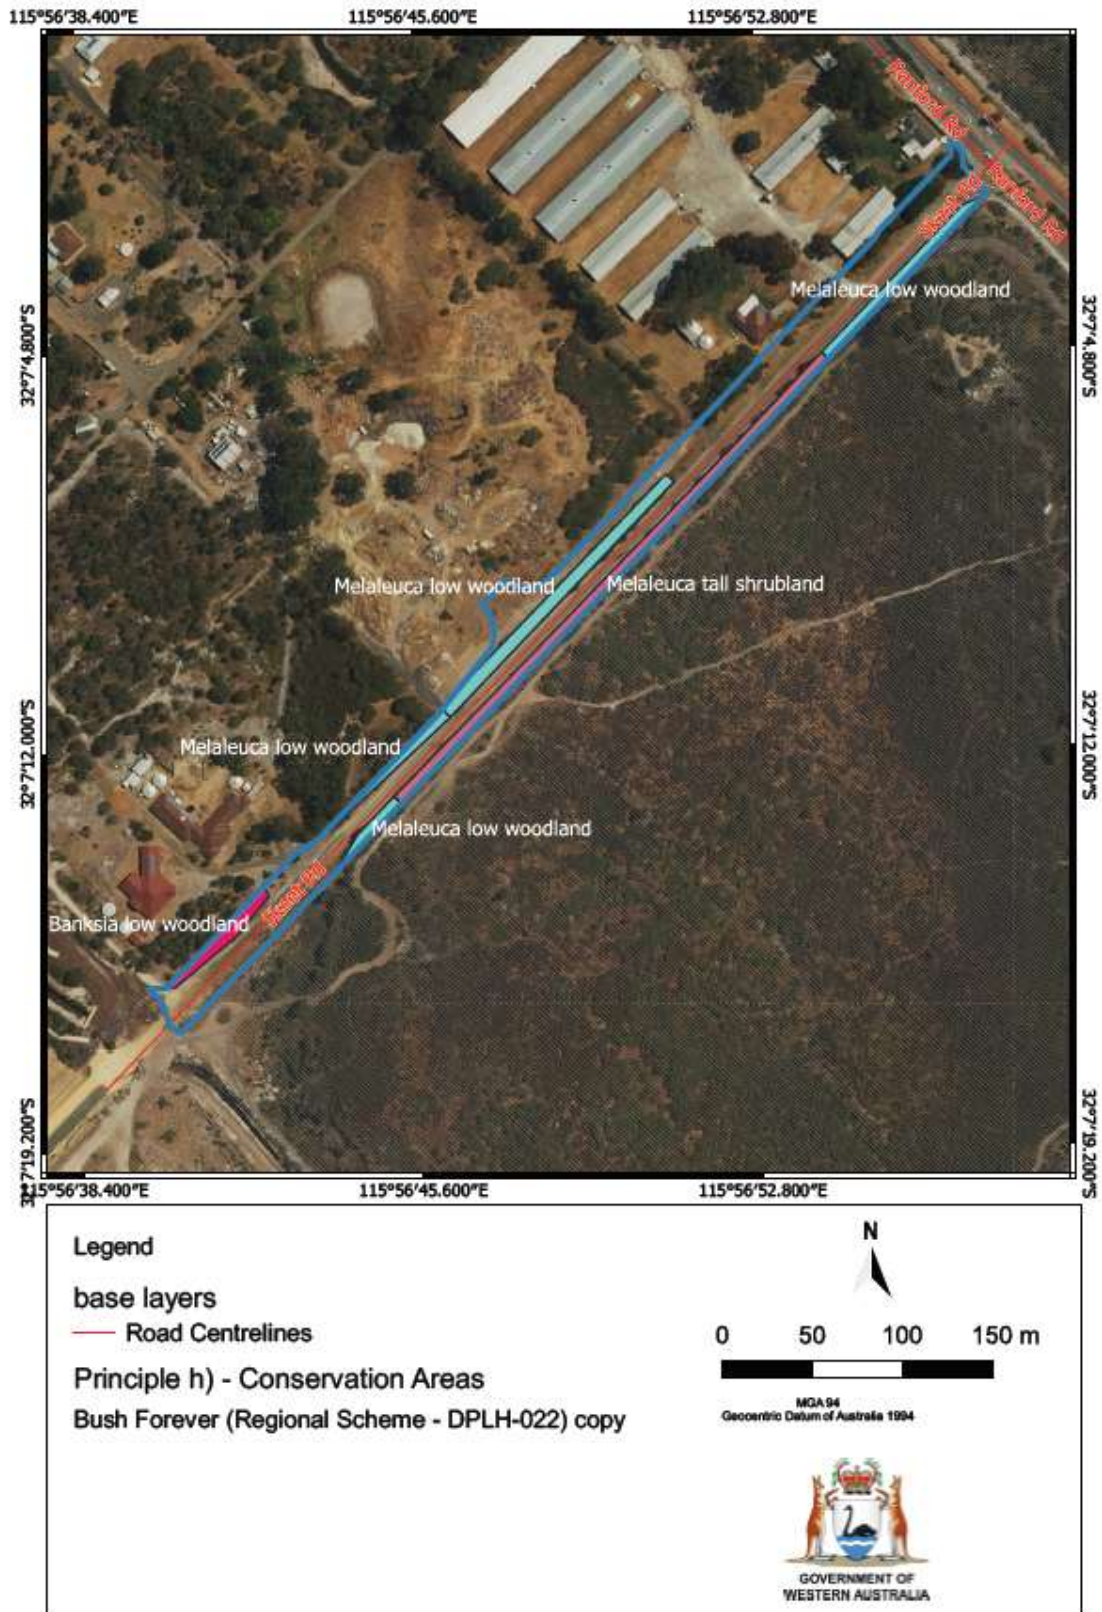 115°56'38.400"E 115°56'45.600"E 115°56'52.800"E
Ranford Rd
Ranford Rd
Melaleuca low woodland
32°7'4.800"S
32°7'4.800"S
Melaleuca low woodland
Melaleuca tall shrubland
Melaleuca low woodland
32°7'12.000"S
32°7'12.000"S
Melaleuca low woodland
Banksia low woodland
32°7'19.200"S
32°7'19.200"S
115°56'38.400"E 115°56'45.600"E 115°56'52.800"E
Legend
base layers
Road Centrelines
Principle h) - Conservation Areas
Bush Forever (Regional Scheme - DPLH-022) copy
N
0 50 100 150 m
MGA 94
Geocentric Datum of Australia 1994
GOVERNMENT OF
WESTERN AUSTRALIA